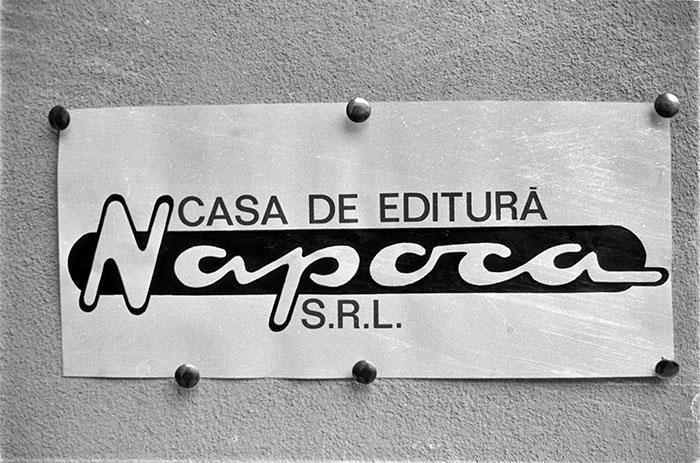 CASA DE EDITURĂ
Napoca
S.R.L.